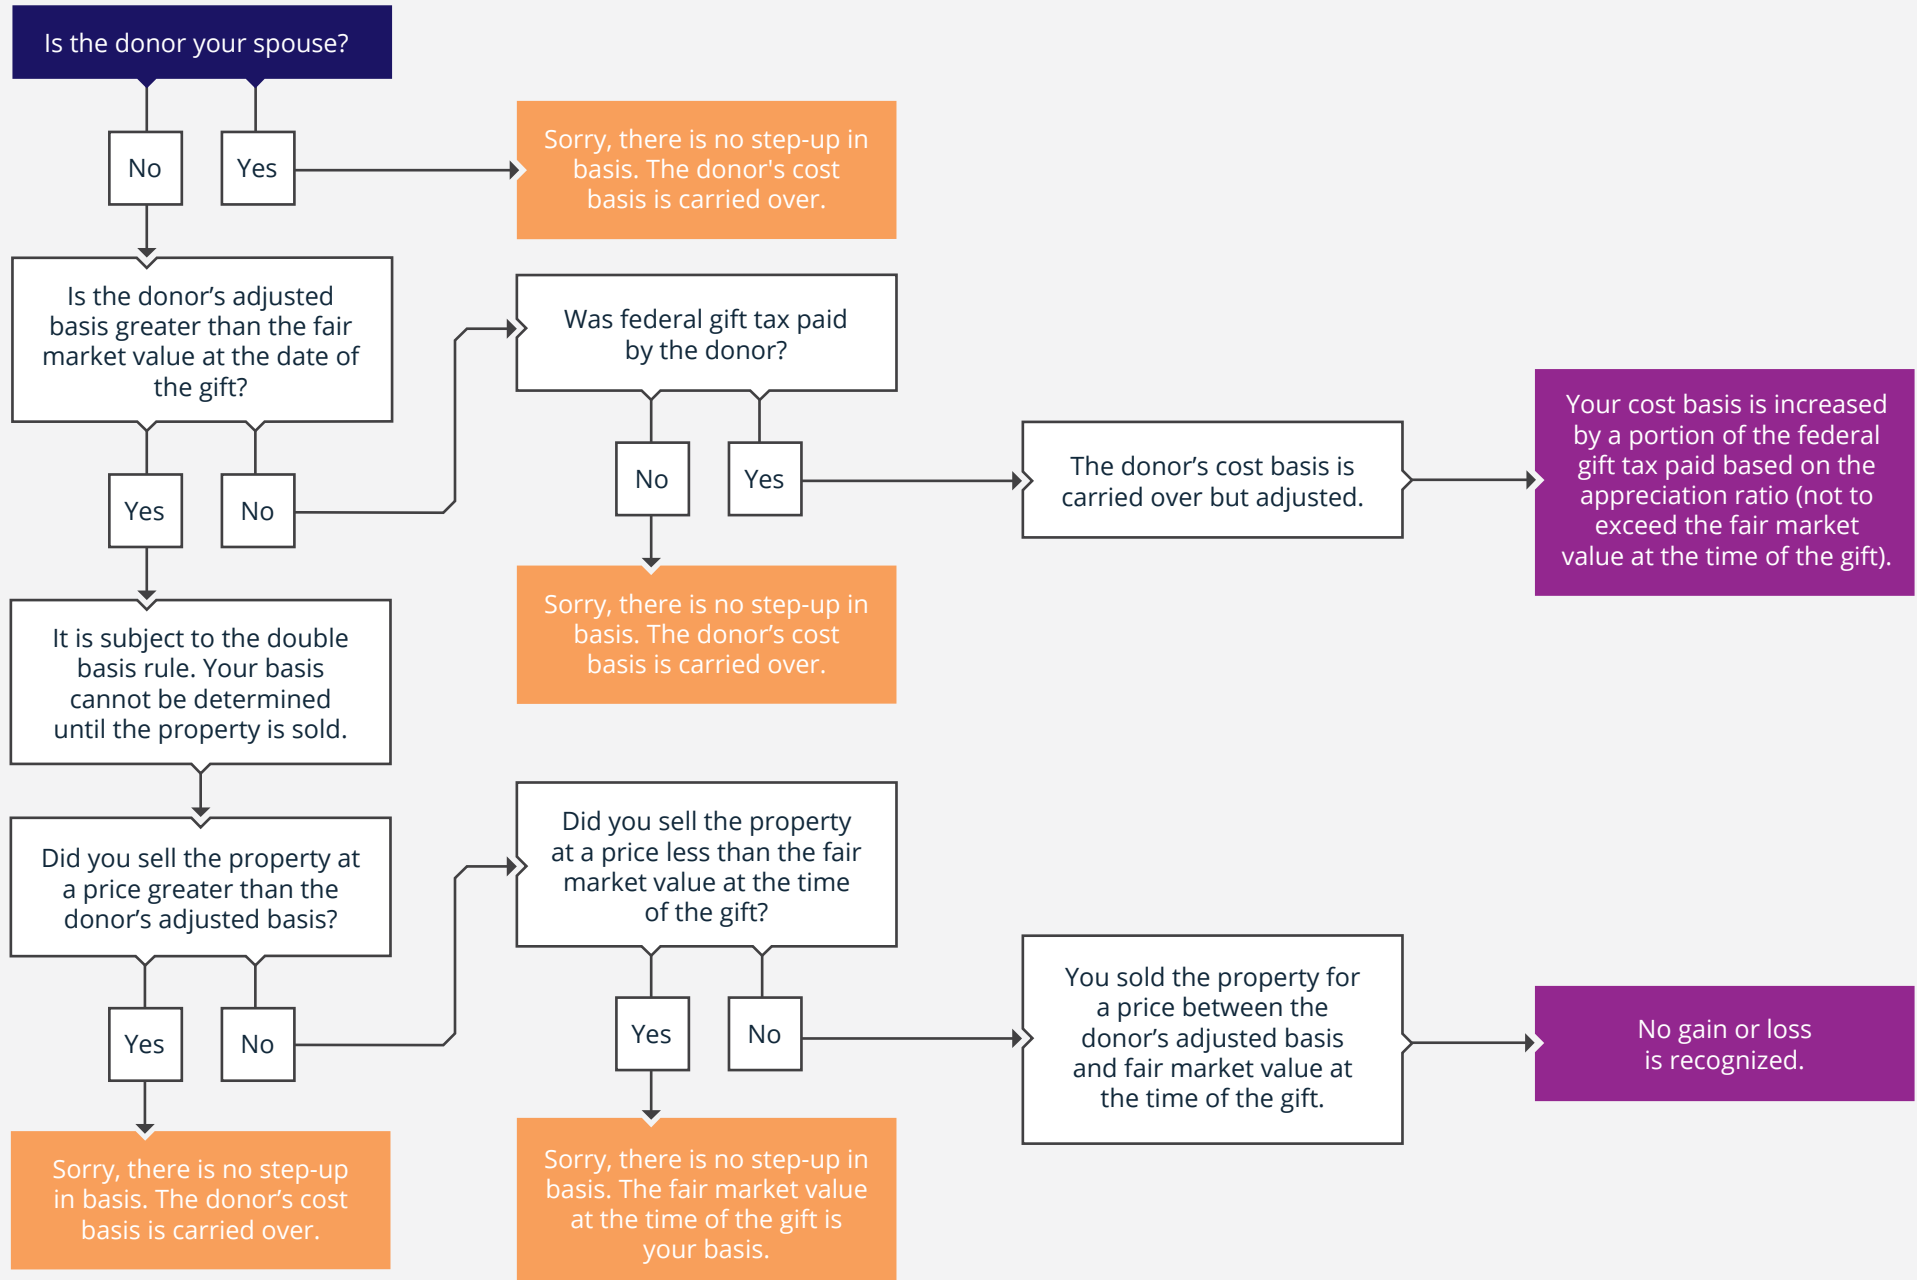 Is the donor your spouse?
No
Yes
Sorry, there is no step-up in
basis. The donor's cost
basis is carried over.
Is the donor’s adjusted
basis greater than the fair
market value at the date of
the gift?
Yes
No
Was federal gift tax paid
by the donor?
No
Yes
The donor’s cost basis is
carried over but adjusted.
Your cost basis is increased
by a portion of the federal
gift tax paid based on the
appreciation ratio (not to
exceed the fair market
value at the time of the gift).
Sorry, there is no step-up in
basis. The donor’s cost
basis is carried over.
It is subject to the double
basis rule. Your basis
cannot be determined
until the property is sold.
Did you sell the property at
a price greater than the
donor’s adjusted basis?
Yes
No
Did you sell the property
at a price less than the fair
market value at the time
of the gift?
Yes
No
You sold the property for
a price between the
donor’s adjusted basis
and fair market value at
the time of the gift.
No gain or loss
is recognized.
Sorry, there is no step-up
in basis. The donor’s cost
basis is carried over.
Sorry, there is no step-up in
basis. The fair market value
at the time of the gift is
your basis.